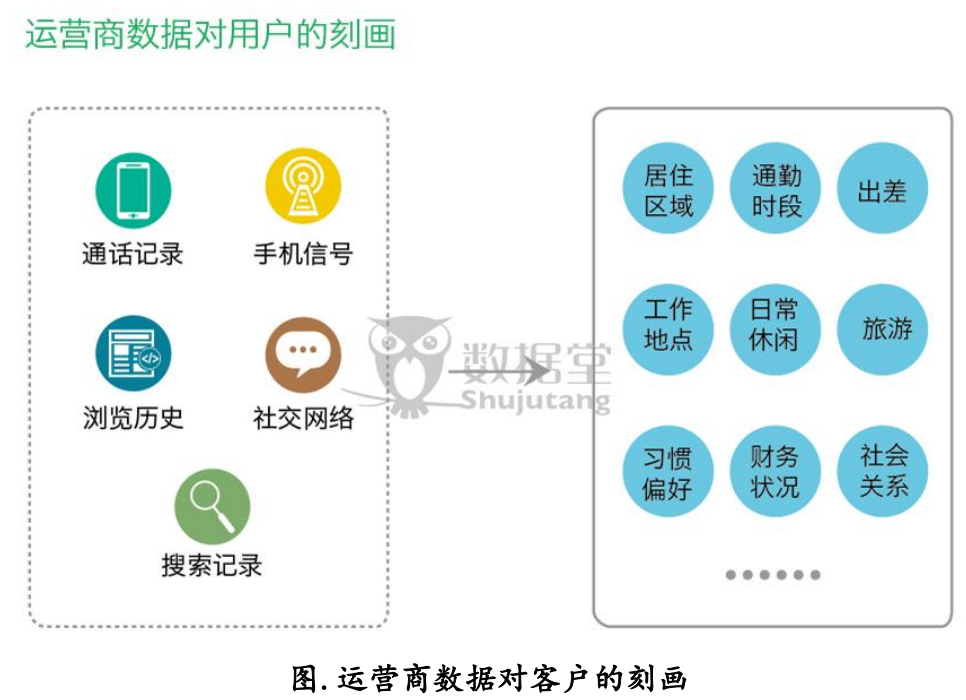 运营商数据对用户的刻画
通话记录
手机信号
浏览历史
社交网络
搜索记录
数据堂
Shujutang
居住
区域
通勤
时段
出差
工作
地点
日常
休闲
旅游
习惯
偏好
财务
状况
社会
关系
······
图.运营商数据对客户的刻画